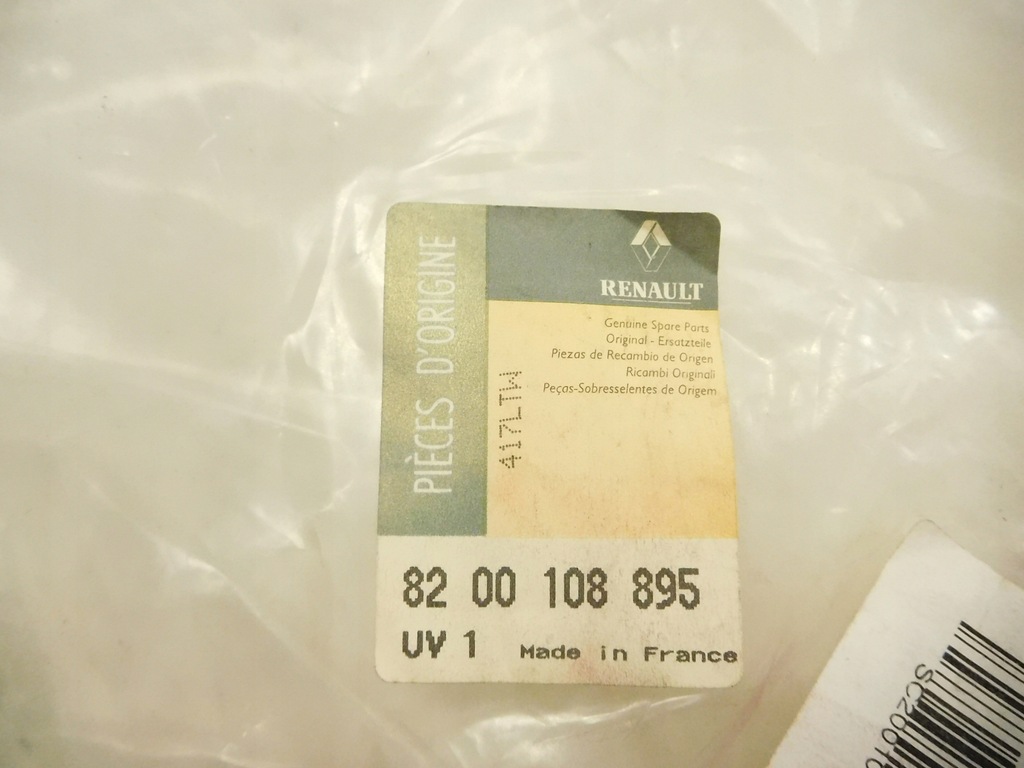 PIÈCES D'ORIGINE
RENAULT
Genuine Spare Parts
Original - Ersatzteile
Piezas de Recambio de Origen
Ricambi Originali
Peças-Sobresselentes de Origem
417LTW
82 00 108 895
UV 1 Made in France